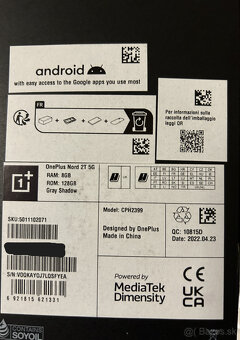 android
with easy access to the Google apps you use most
FR
Per informazioni sulla
raccolta dell'imballaggio
leggi QR
OnePlus Nord 2T 5G
RAM: 8GB
ROM: 128GB
Gray Shadow
SKU:5011102071
Model: CPH2399
Designed by OnePlus
Made in China
QC: 10815D
Date: 2022.04.23
6 921815 621331
Powered by
MediaTek
Dimensity
CE
UK
CA
CONTAINS
SOYOIL